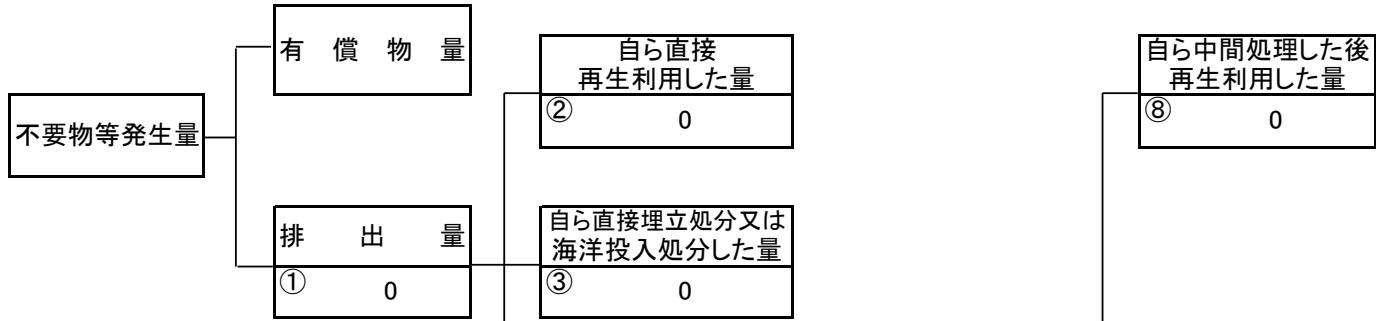 有 償 物 量
自ら直接
再生利用した量
② 0
自ら中間処理した後
再生利用した量
⑧ 0
不要物等発生量
排 出 量
① 0
自ら直接埋立処分又は
海洋投入処分した量
③ 0